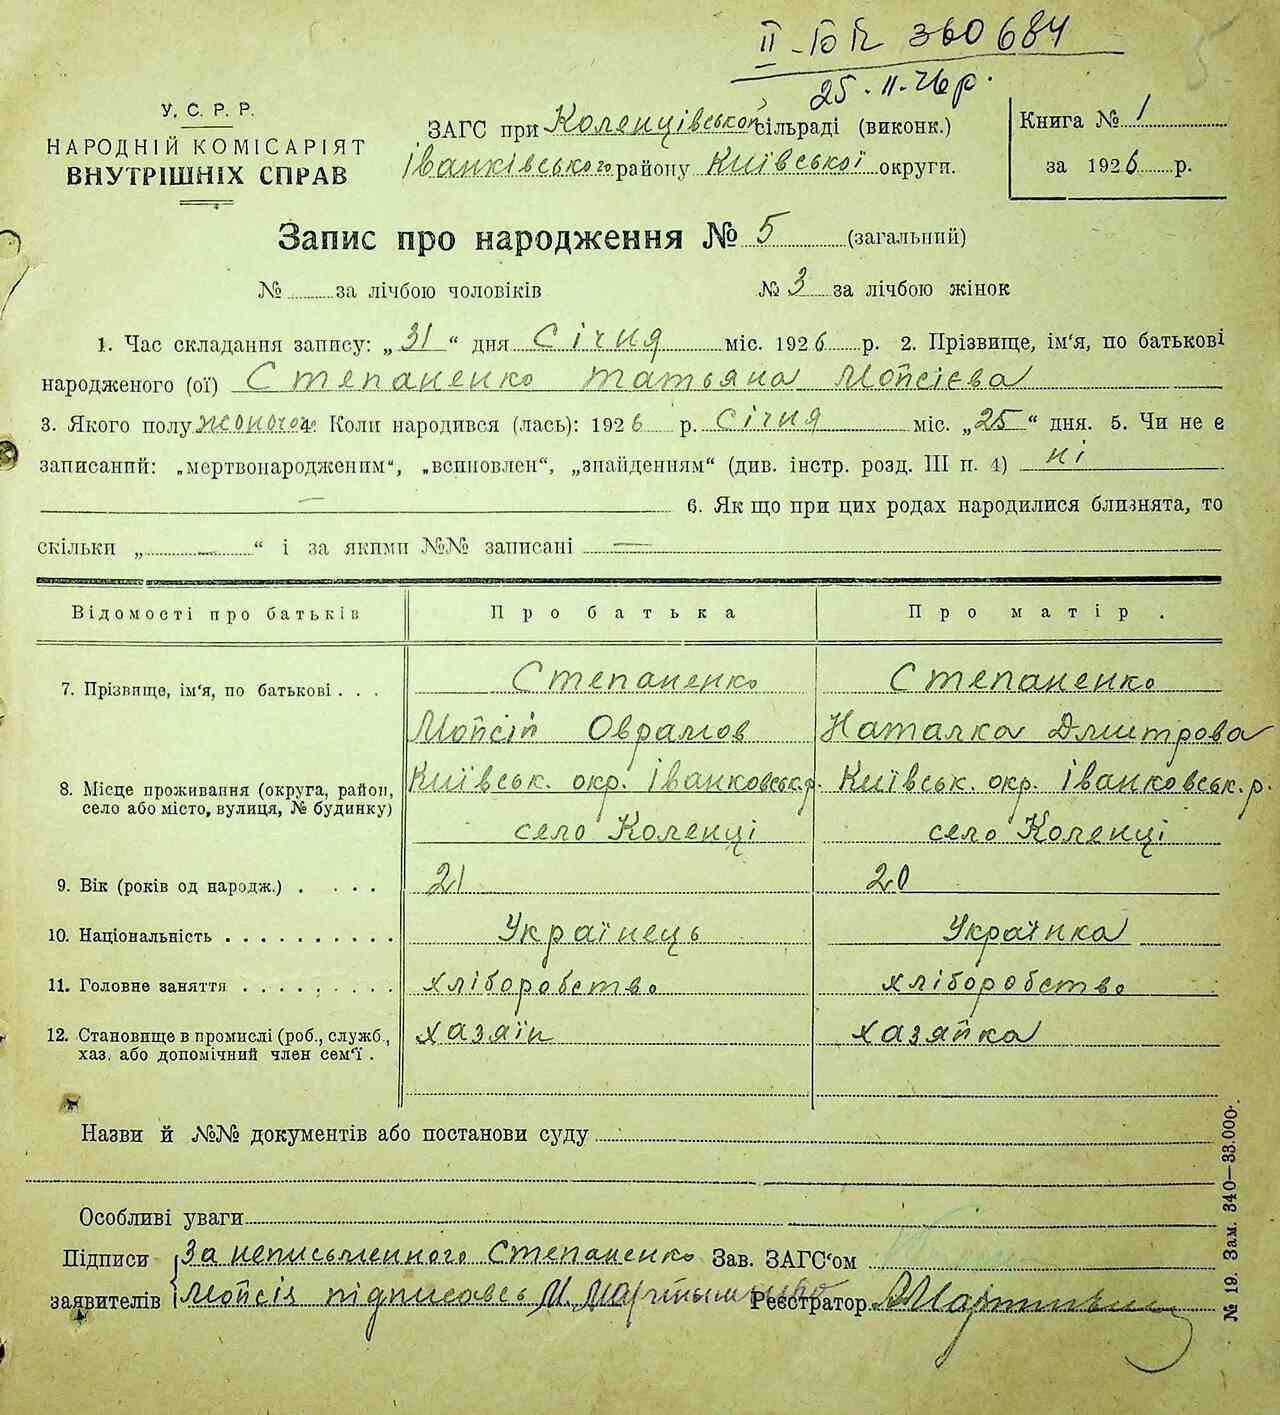 II-БК 360684
25.II.76р.
У. С. Р. Р.
НАРОДНІЙ КОМІСАРІЯТ
ВНУТРІШНІХ СПРАВ
ЗАГС при Коленцівської сільраді (виконк.)
Іванківського району Київської округи.
Книга № 1
за 1926 р.
Запис про народження № 5 (загальний)
№ за лічбою чоловіків № 3 за лічбою жінок
1. Час складання запису: „31“ дня Січня міс. 1926 р. 2. Прізвище, ім'я, по батькові
народженого (ої) Степаненко Татьяна Мойсієва
3. Якого полу жоночог 4. Коли народився (лась): 1926 р. Січня міс. „25“ дня. 5. Чи не є
записаний: „мертвонародженим“, „всиновлен“, „знайденням“ (див. інстр. розд. III п. 4) ні
6. Як що при цих родах народилися близнята, то
скільки „ “ і за якими №№ записані
Відомості про батьків Про батька Про матір.
7. Прізвище, ім'я, по батькові . . . Степаненко Степаненко
Мойсій Оврамов Наталка Дмитрова
8. Місце проживання (округа, район, Київськ. окр. Іванковськ.р. Київськ. окр. Іванковськ.р.
село або місто, вулиця, № будинку) село Коленці село Коленці
9. Вік (років од народж.) . . . . 21 20
10. Національність . . . . . . . . . . Українець Українка
11. Головне заняття . . . . . . . . . хліборобство хліборобство
12. Становище в промислі (роб., служб., хазяїн хазяйка
хаз. або допомічний член сем'ї .
Назви й №№ документів або постанови суду
Особливі уваги
Підписи За неписьменного Степаненко Зав. ЗАГС'ом
заявителів Мойсія підписавсь И. Реєстратор
№ 19. Зам. 340—33.000.